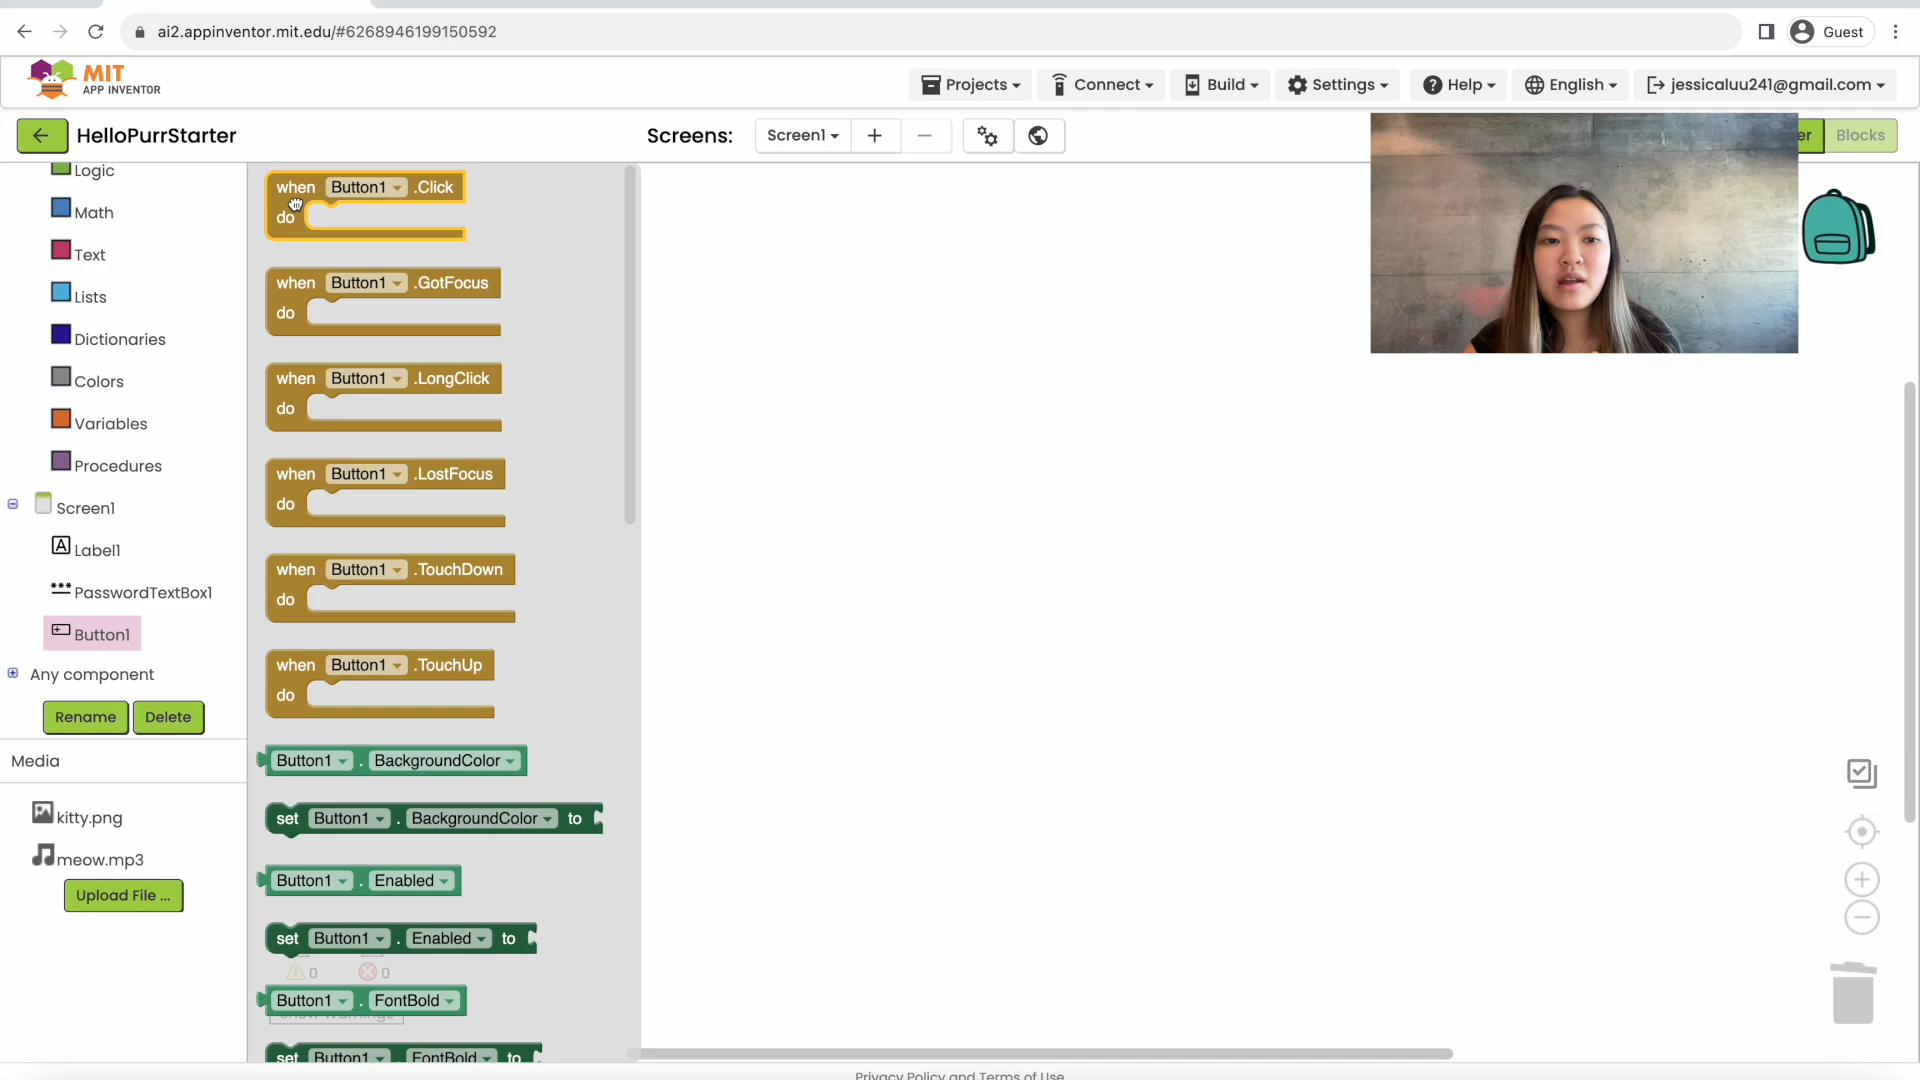 ai2.appinventor.mit.edu/#6268946199150592
Guest
MIT
APP INVENTOR
Projects
Connect
Build
Settings
Help
English
jessicaluu241@gmail.com
HelloPurrStarter
Screens:
Screen1
Blocks
Logic
Math
Text
Lists
Dictionaries
Colors
Variables
Procedures
Screen1
Label1
PasswordTextBox1
Button1
Any component
Rename
Delete
Media
kitty.png
meow.mp3
Upload File ...
when Button1 .Click
do
when Button1 .GotFocus
do
when Button1 .LongClick
do
when Button1 .LostFocus
do
when Button1 .TouchDown
do
when Button1 .TouchUp
do
Button1 . BackgroundColor
set Button1 . BackgroundColor to
Button1 . Enabled
set Button1 . Enabled to
0 0
Button1 . FontBold
set Button1 . FontBold to
Privacy Policy and Terms of Use